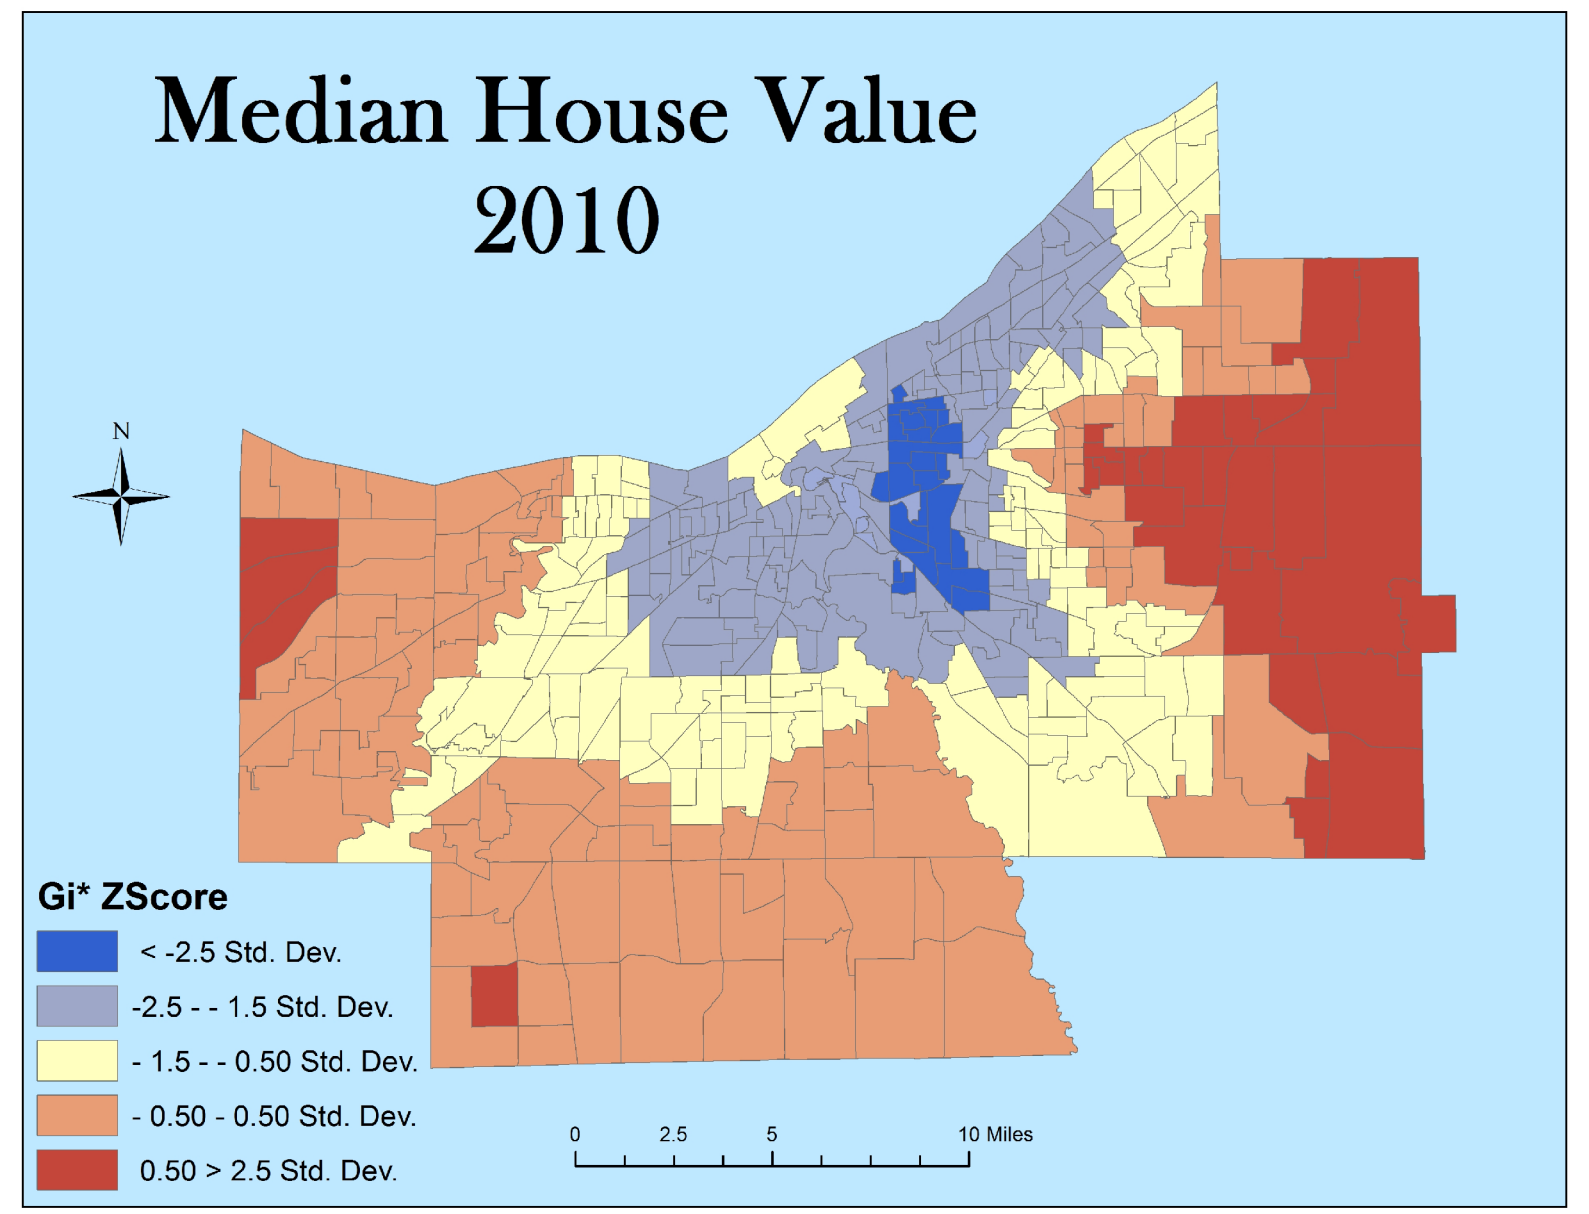 Median House Value
2010
N
Gi* ZScore
< -2.5 Std. Dev.
-2.5 - - 1.5 Std. Dev.
- 1.5 - - 0.50 Std. Dev.
- 0.50 - 0.50 Std. Dev.
0.50 > 2.5 Std. Dev.
0 2.5 5 10 Miles